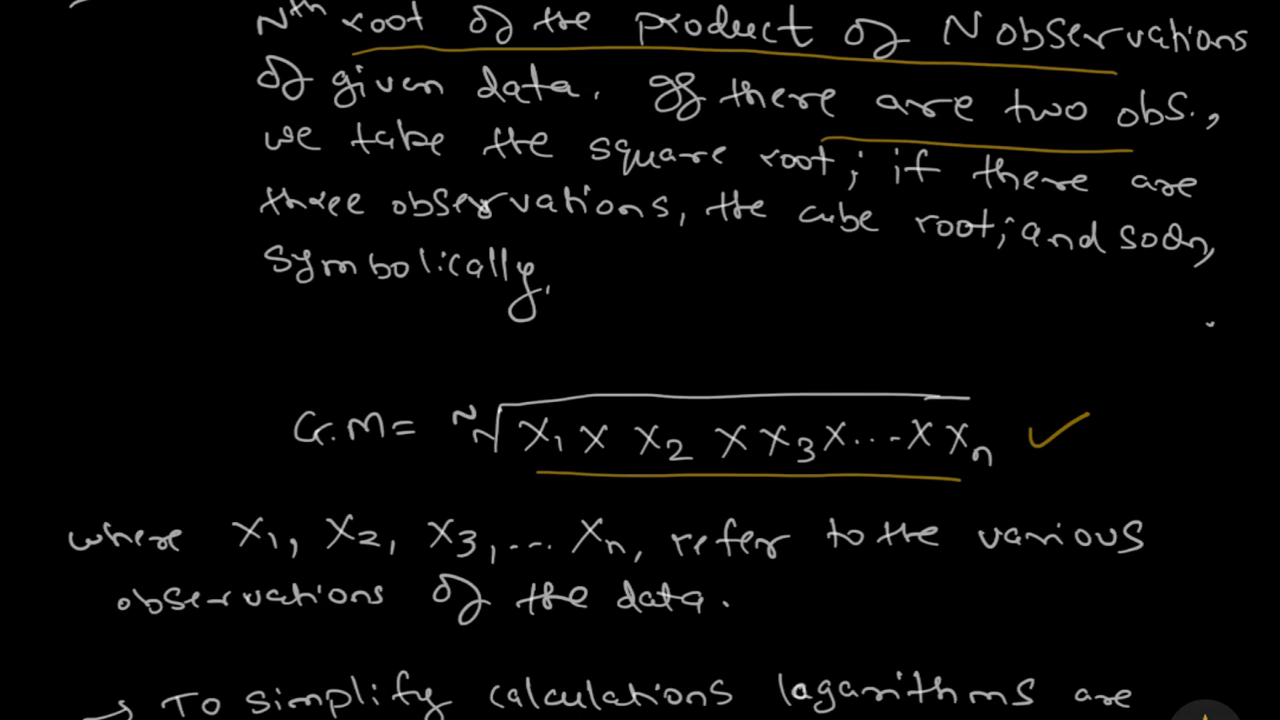 Nth root of the product of N observations
of given data. If there are two obs.,
we take the square root; if there are
three observations, the cube root; and soon,
symbolically,
G.M = N√X₁ × X₂ × X₃ × ... × Xₙ ✓
where X₁, X₂, X₃, ... Xₙ, refer to the various
observations of the data.
→ To simplify calculations logarithms are